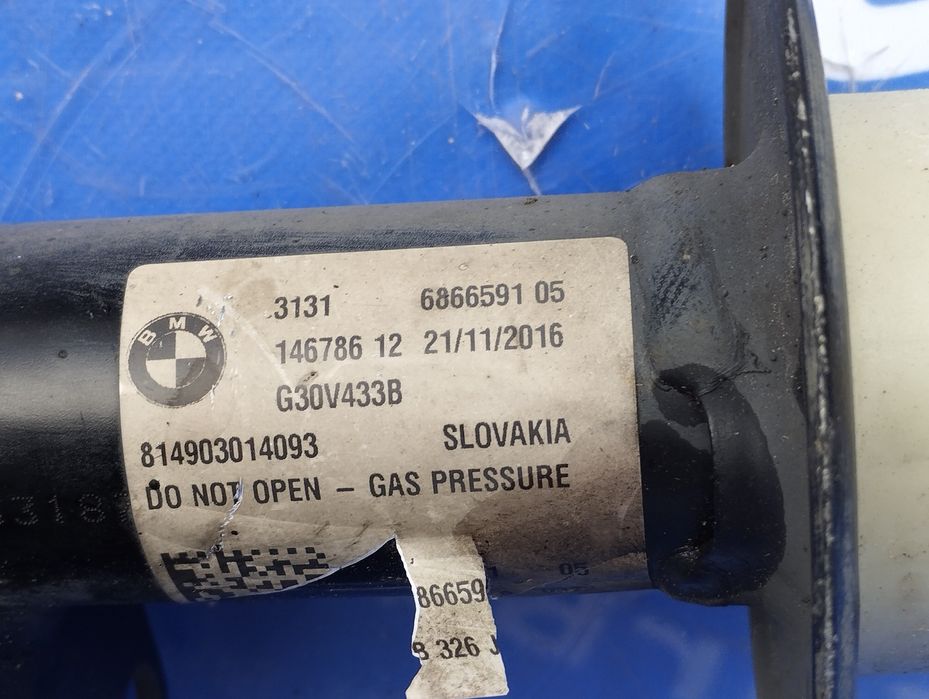 BMW
3131 6866591 05
146786 12 21/11/2016
G30V433B
814903014093 SLOVAKIA
DO NOT OPEN – GAS PRESSURE
05
86659
326